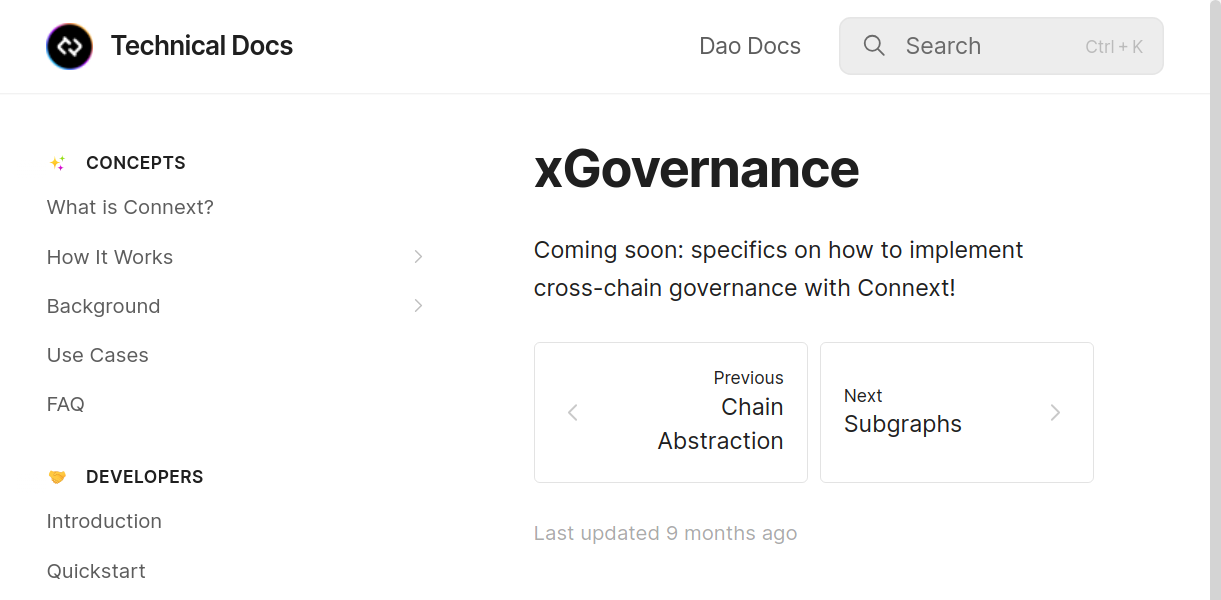 Technical Docs
Dao Docs
Search
Ctrl + K
CONCEPTS
What is Connext?
How It Works
Background
Use Cases
FAQ
DEVELOPERS
Introduction
Quickstart
xGovernance
Coming soon: specifics on how to implement
cross-chain governance with Connext!
Previous
Chain
Abstraction
Next
Subgraphs
Last updated 9 months ago